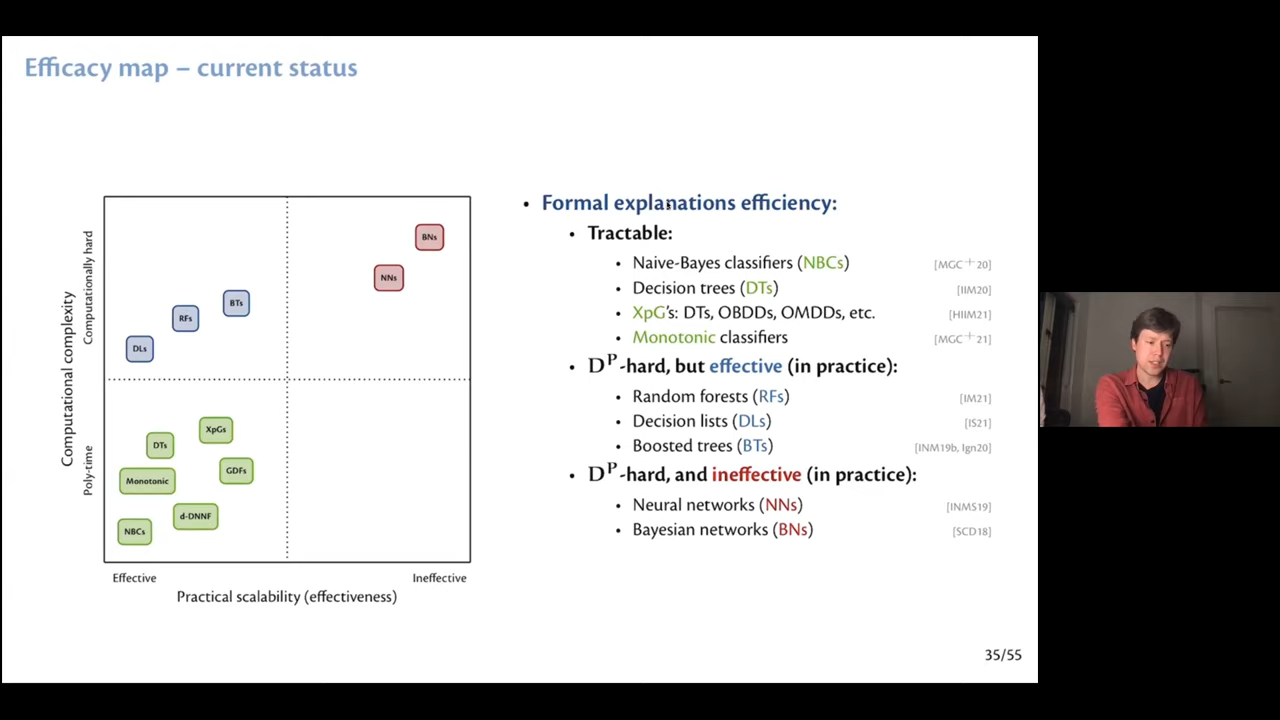 Efficacy map – current status
Computational complexity
Computationally hard
Poly-time
BNs
NNs
BTs
RFs
DLs
XpGs
DTs
GDFs
Monotonic
d-DNNF
NBCs
Effective
Ineffective
Practical scalability (effectiveness)
• Formal explanations efficiency:
• Tractable:
• Naive-Bayes classifiers (NBCs) [MGC+20]
• Decision trees (DTs) [IIM20]
• XpG's: DTs, OBDDs, OMDDs, etc. [HIIM21]
• Monotonic classifiers [MGC+21]
• D^P-hard, but effective (in practice):
• Random forests (RFs) [IM21]
• Decision lists (DLs) [IS21]
• Boosted trees (BTs) [INM19b, Ign20]
• D^P-hard, and ineffective (in practice):
• Neural networks (NNs) [INMS19]
• Bayesian networks (BNs) [SCD18]
35/55